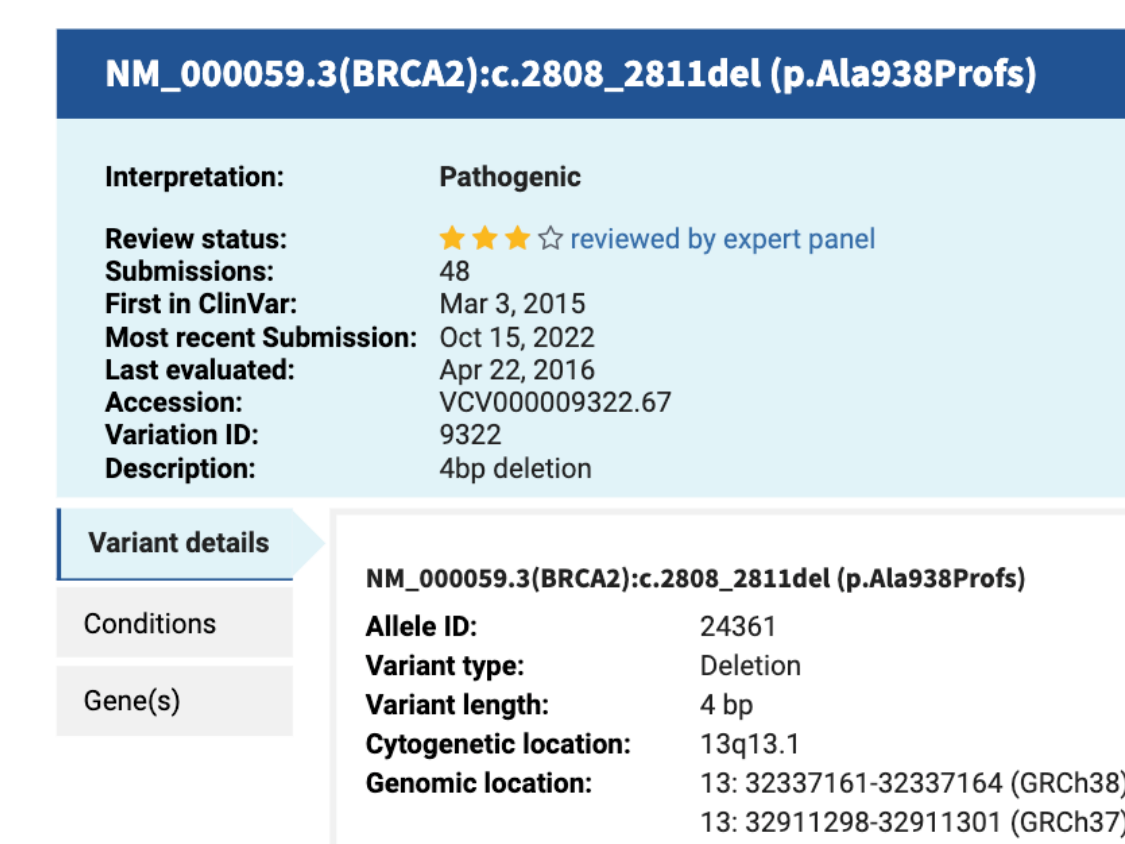 NM_000059.3(BRCA2):c.2808_2811del (p.Ala938Profs)
Interpretation: Pathogenic
Review status: reviewed by expert panel
Submissions: 48
First in ClinVar: Mar 3, 2015
Most recent Submission: Oct 15, 2022
Last evaluated: Apr 22, 2016
Accession: VCV000009322.67
Variation ID: 9322
Description: 4bp deletion
Variant details
Conditions
Gene(s)
NM_000059.3(BRCA2):c.2808_2811del (p.Ala938Profs)
Allele ID: 24361
Variant type: Deletion
Variant length: 4 bp
Cytogenetic location: 13q13.1
Genomic location: 13: 32337161-32337164 (GRCh38)
13: 32911298-32911301 (GRCh37)